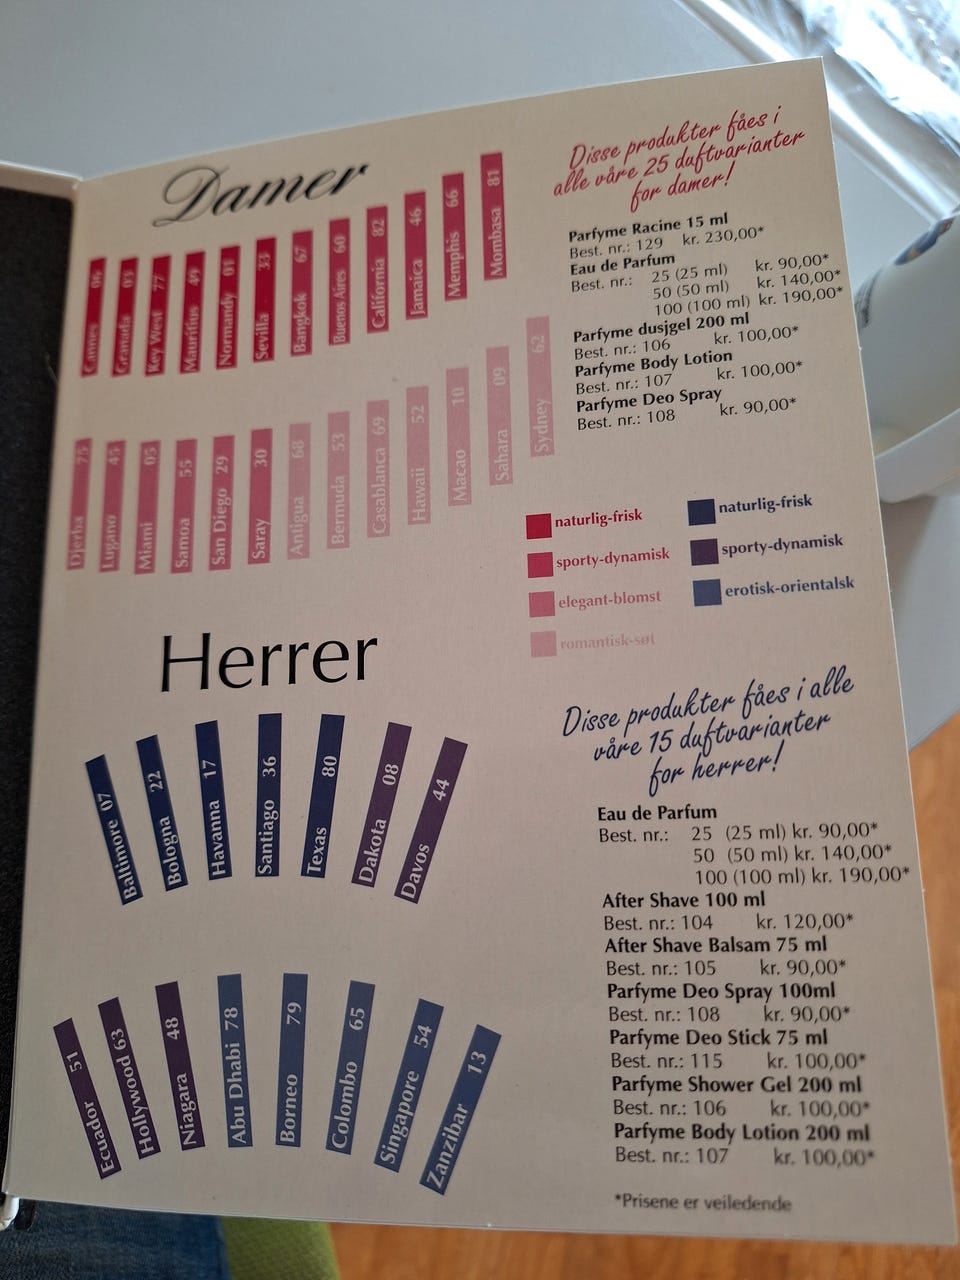 Damer
Cannes 06
Granada 03
Key West 77
Mauritius 49
Normandy 01
Sevilla 33
Bangkok 67
Buenos Aires 60
California 82
Jamaica 46
Memphis 66
Mombasa 81
Djerba 75
Lugano 45
Miami 05
Samoa 55
San Diego 29
Saray 30
Antigua 68
Bermuda 53
Casablanca 69
Hawaii 52
Macao 10
Sahara 09
Sydney 62
Disse produkter fåes i
alle våre 25 duftvarianter
for damer!
Parfyme Racine 15 ml
Best. nr.: 129 kr. 230,00*
Eau de Parfum
Best. nr.: 25 (25 ml) kr. 90,00*
50 (50 ml) kr. 140,00*
100 (100 ml) kr. 190,00*
Parfyme dusjgel 200 ml
Best. nr.: 106 kr. 100,00*
Parfyme Body Lotion
Best. nr.: 107 kr. 100,00*
Parfyme Deo Spray
Best. nr.: 108 kr. 90,00*
naturlig-frisk
sporty-dynamisk
elegant-blomst
romantisk-søt
naturlig-frisk
sporty-dynamisk
erotisk-orientalsk
Herrer
Baltimore 07
Bologna 22
Havanna 17
Santiago 36
Texas 80
Dakota 08
Davos 44
Ecuador 51
Hollywood 63
Niagara 48
Abu Dhabi 78
Borneo 79
Colombo 65
Singapore 54
Zanzibar 13
Disse produkter fåes i alle
våre 15 duftvarianter
for herrer!
Eau de Parfum
Best. nr.: 25 (25 ml) kr. 90,00*
50 (50 ml) kr. 140,00*
100 (100 ml) kr. 190,00*
After Shave 100 ml
Best. nr.: 104 kr. 120,00*
After Shave Balsam 75 ml
Best. nr.: 105 kr. 90,00*
Parfyme Deo Spray 100ml
Best. nr.: 108 kr. 90,00*
Parfyme Deo Stick 75 ml
Best. nr.: 115 kr. 100,00*
Parfyme Shower Gel 200 ml
Best. nr.: 106 kr. 100,00*
Parfyme Body Lotion 200 ml
Best. nr.: 107 kr. 100,00*
*Prisene er veiledende